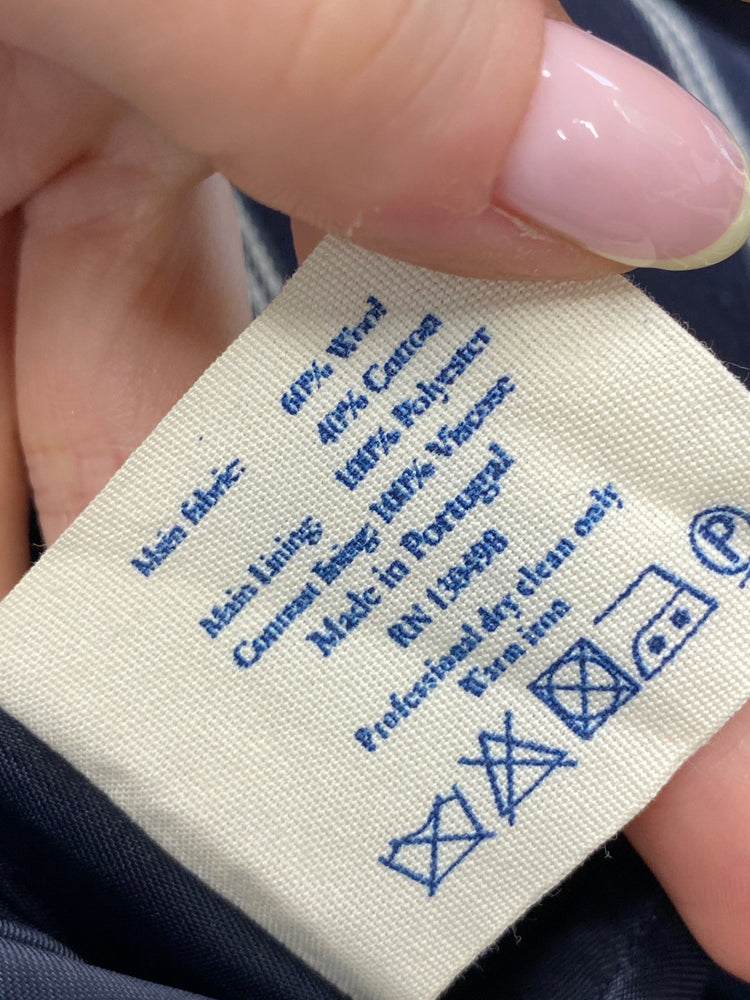 Main fabric: 60% Wool
40% Cotton
Main Lining: 100% Polyester
Contrast lining: 100% Viscose
Made in Portugal
RN 138498
Professional dry clean only
Warm iron
P